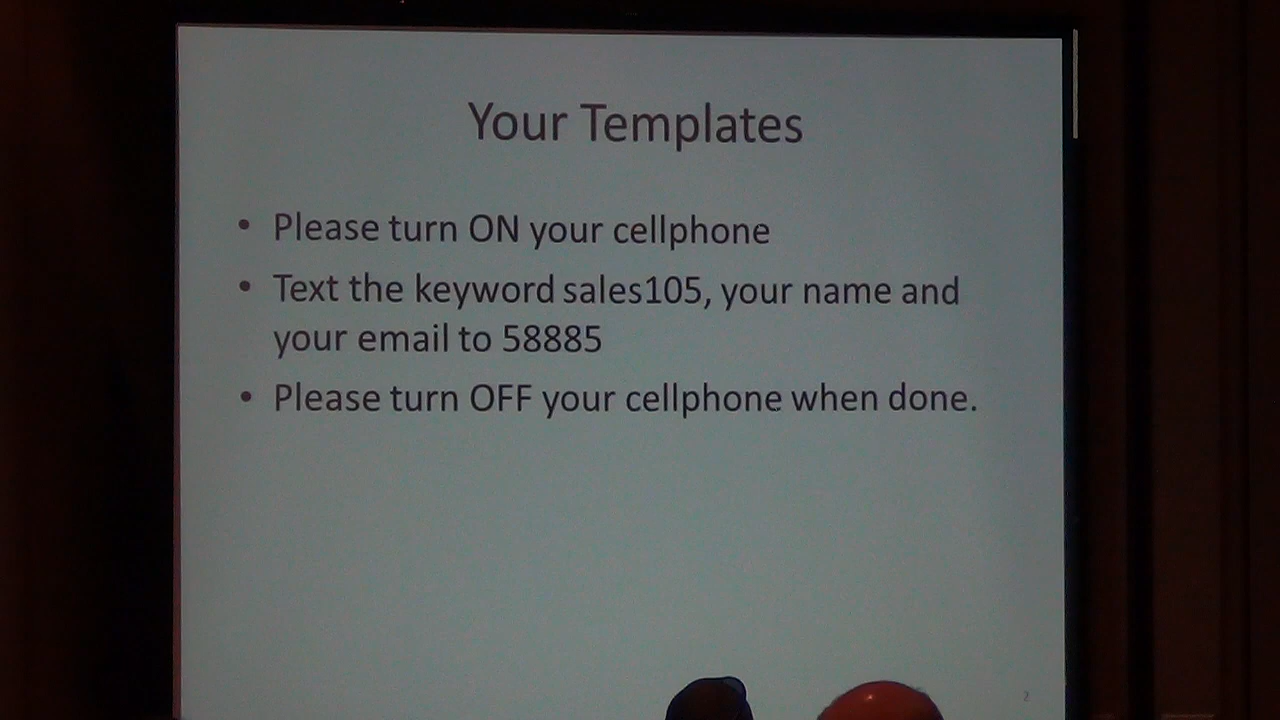 Your Templates
• Please turn ON your cellphone
• Text the keyword sales105, your name and
your email to 58885
• Please turn OFF your cellphone when done.
2